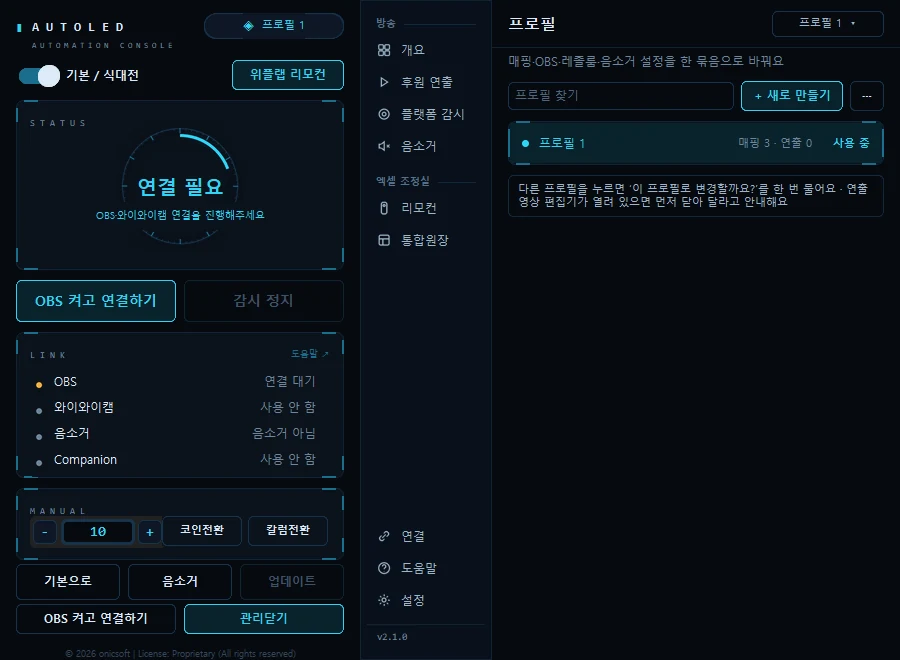 AUTOLED
AUTOMATION CONSOLE
프로필 1
기본 / 식대전
위플랩 리모컨
STATUS
연결 필요
OBS·와이와이캠 연결을 진행해주세요
OBS 켜고 연결하기
감시 정지
LINK
도움말 ↗
OBS
연결 대기
와이와이캠
사용 안 함
음소거
음소거 아님
Companion
사용 안 함
MANUAL
-
10
+
코인전환
칼럼전환
기본으로
음소거
업데이트
OBS 켜고 연결하기
관리닫기
© 2026 onicsoft | License: Proprietary (All rights reserved)
방송
개요
후원 연출
플랫폼 감시
음소거
엑셀 조정실
리모컨
통합원장
연결
도움말
설정
v2.1.0
프로필
프로필 1
매핑·OBS·레졸룸·음소거 설정을 한 묶음으로 바꿔요
프로필 찾기
+ 새로 만들기
프로필 1
매핑 3 · 연출 0
사용 중
다른 프로필을 누르면 '이 프로필로 변경할까요?'를 한 번 물어요 · 연출
영상 편집기가 열려 있으면 먼저 닫아 달라고 안내해요